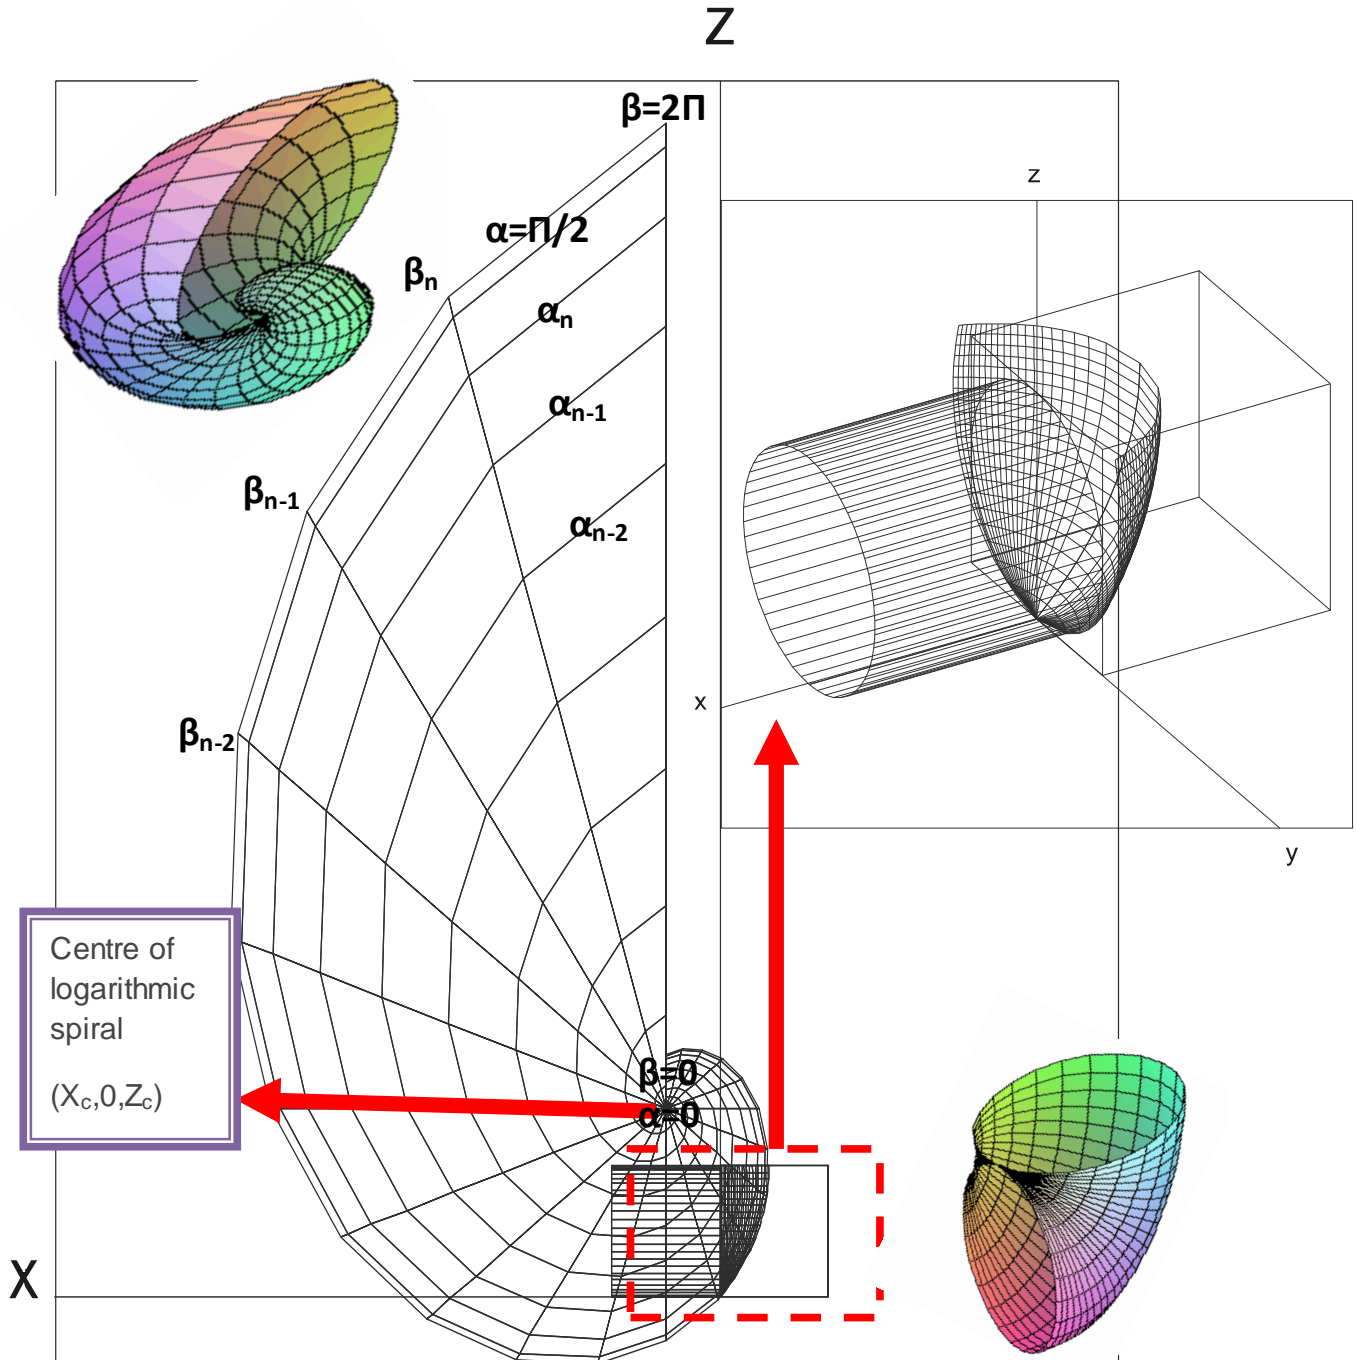 Z
β=2Π
z
α=Π/2
βn
αn
αn-1
βn-1
αn-2
x
βn-2
y
Centre of
logarithmic
spiral
(Xc,0,Zc)
β=0
α=0
X